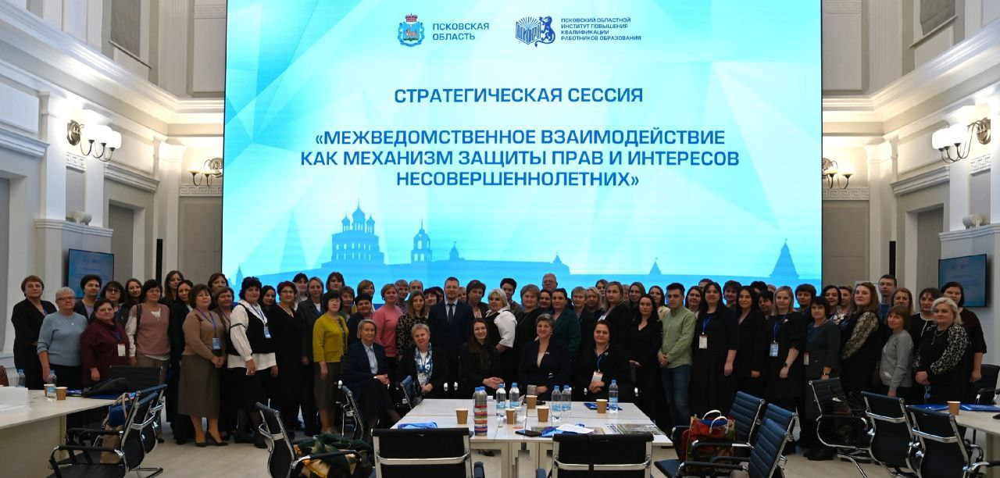 ПСКОВСКАЯ
ОБЛАСТЬ
ПСКОВСКИЙ ОБЛАСТНОЙ
ИНСТИТУТ ПОВЫШЕНИЯ
КВАЛИФИКАЦИИ
РАБОТНИКОВ ОБРАЗОВАНИЯ
СТРАТЕГИЧЕСКАЯ СЕССИЯ
«МЕЖВЕДОМСТВЕННОЕ ВЗАИМОДЕЙСТВИЕ
КАК МЕХАНИЗМ ЗАЩИТЫ ПРАВ И ИНТЕРЕСОВ
НЕСОВЕРШЕННОЛЕТНИХ»